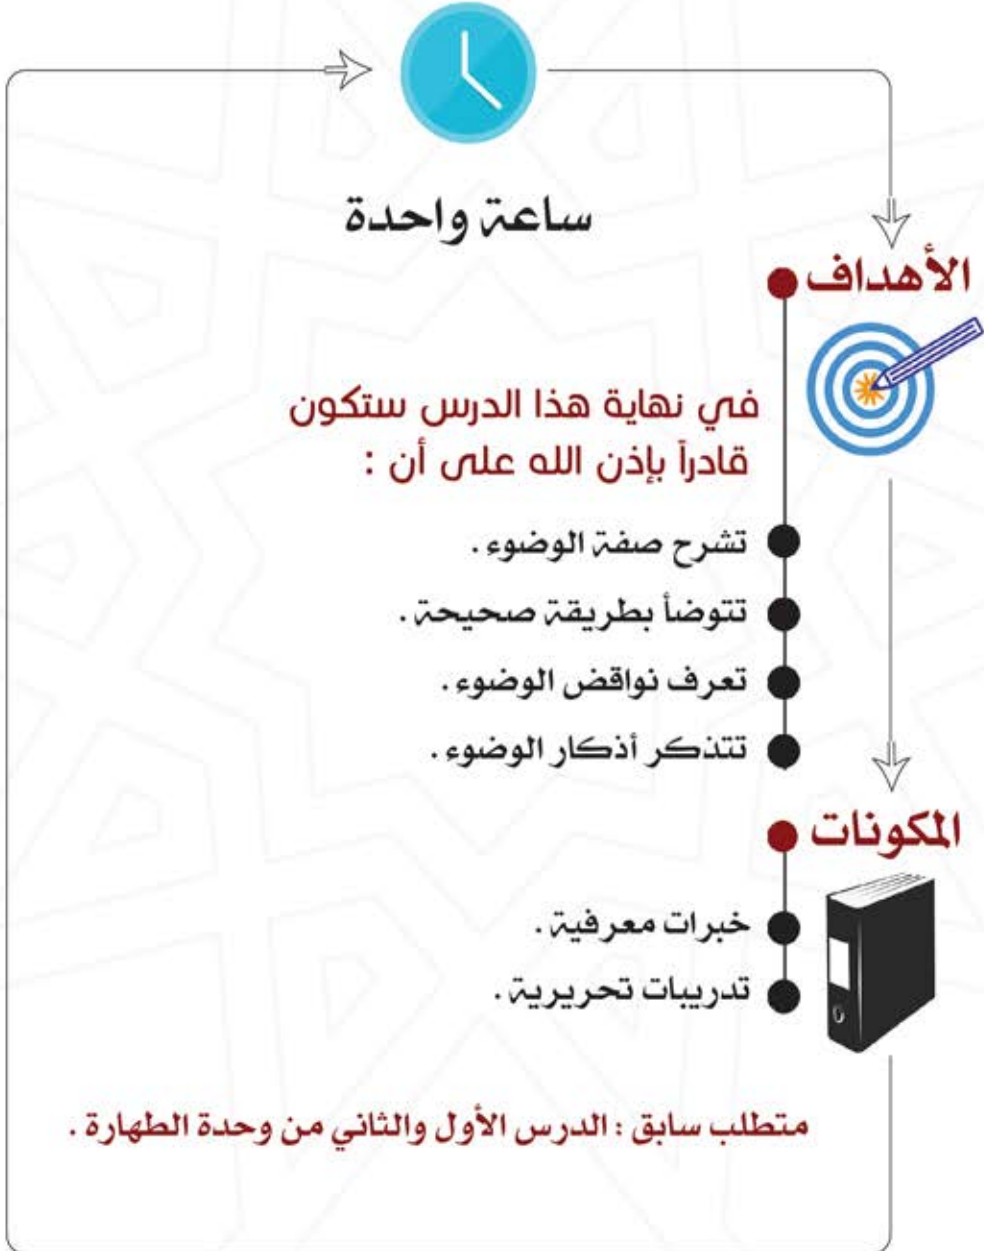 ساعة واحدة
الأهداف
في نهاية هذا الدرس ستكون
قادراً بإذن الله على أن :
تشرح صفة الوضوء .
تتوضأ بطريقة صحيحة .
تعرف نواقض الوضوء .
تتذكر أذكار الوضوء .
المكونات
خبرات معرفية .
تدريبات تحريرية .
متطلب سابق : الدرس الأول والثاني من وحدة الطهارة .